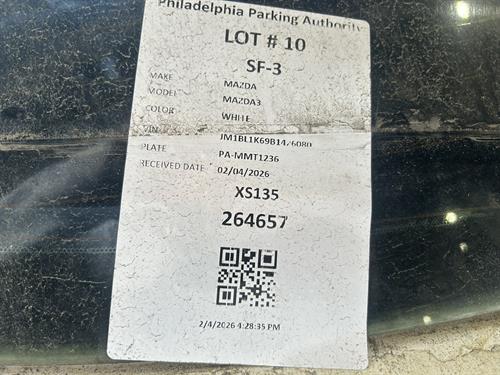 Philadelphia Parking Authority
LOT # 10
SF-3
MAKE MAZDA
MODEL MAZDA3
COLOR WHITE
VIN JM1BL1K69B1426080
PLATE PA-MMT1236
RECEIVED DATE 02/04/2026
XS135
264657
2/4/2026 4:28:35 PM